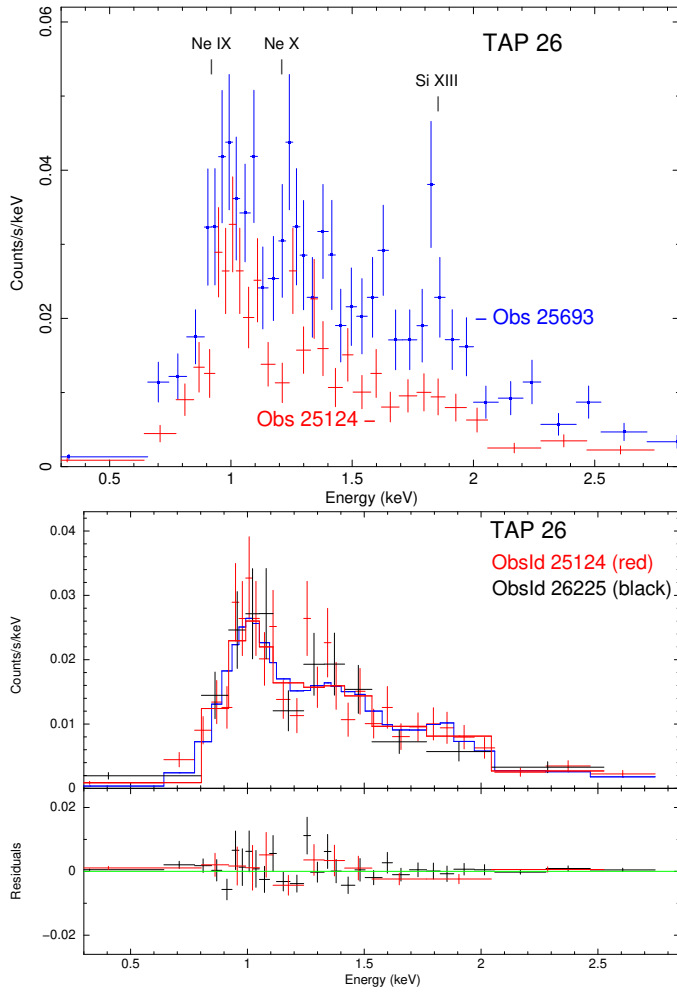 0.06
TAP 26
Ne IX
Ne X
Si XIII
0.04
Counts/s/keV
Obs 25693
0.02
Obs 25124
0
0.5
1
1.5
2
2.5
Energy (keV)
0.04
TAP 26
ObsId 25124 (red)
ObsId 26225 (black)
0.03
Counts/s/keV
0.02
0.01
0
0.02
Residuals
0
−0.02
0.5
1
1.5
2
2.5
Energy (keV)